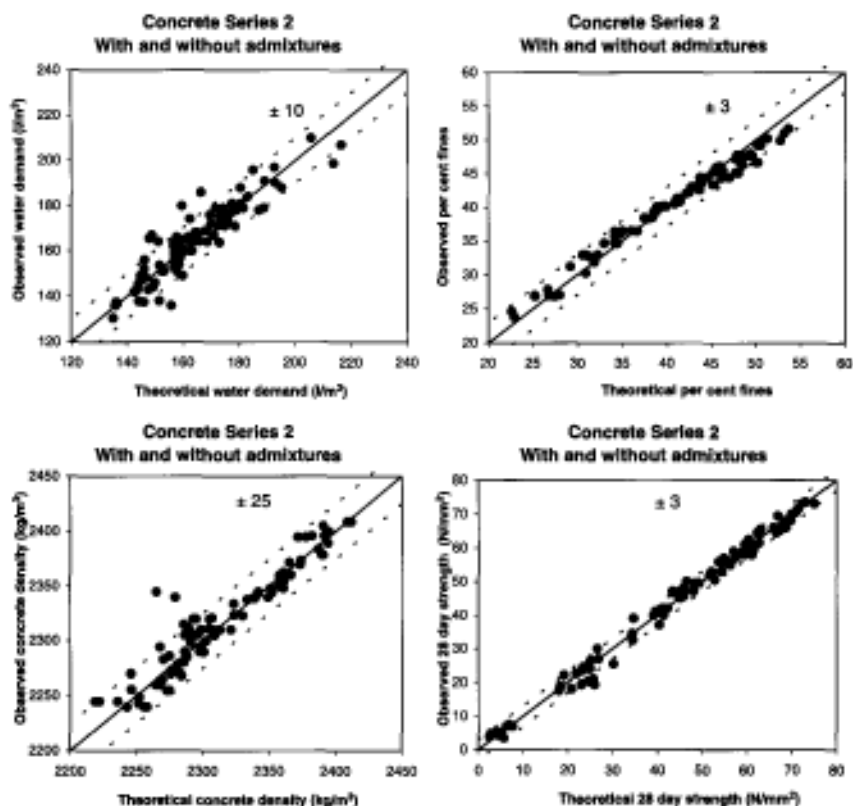 Concrete Series 2
With and without admixtures
240
220
200
180
160
140
120
± 10
Observed water demand (l/m³)
120 140 160 180 200 220 240
Theoretical water demand (l/m³)
Concrete Series 2
With and without admixtures
60
55
50
45
40
35
30
25
20
± 3
Observed per cent fines
20 25 30 35 40 45 50 55 60
Theoretical per cent fines
Concrete Series 2
With and without admixtures
2450
2400
2350
2300
2250
2200
± 25
Observed concrete density (kg/m³)
2200 2250 2300 2350 2400 2450
Theoretical concrete density (kg/m³)
Concrete Series 2
With and without admixtures
80
70
60
50
40
30
20
10
0
± 3
Observed 28 day strength (N/mm²)
0 10 20 30 40 50 60 70 80
Theoretical 28 day strength (N/mm²)